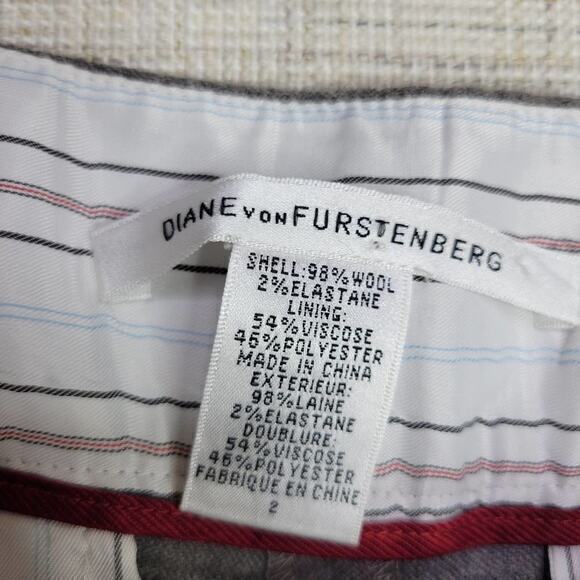 DIANE VON FURSTENBERG
SHELL:98%WOOL
2%ELASTANE
LINING:
54%VISCOSE
46%POLYESTER
MADE IN CHINA
EXTERIEUR:
98%LAINE
2%ELASTANE
DOUBLURE:
54%VISCOSE
46%POLYESTER
FABRIQUE EN CHINE
2